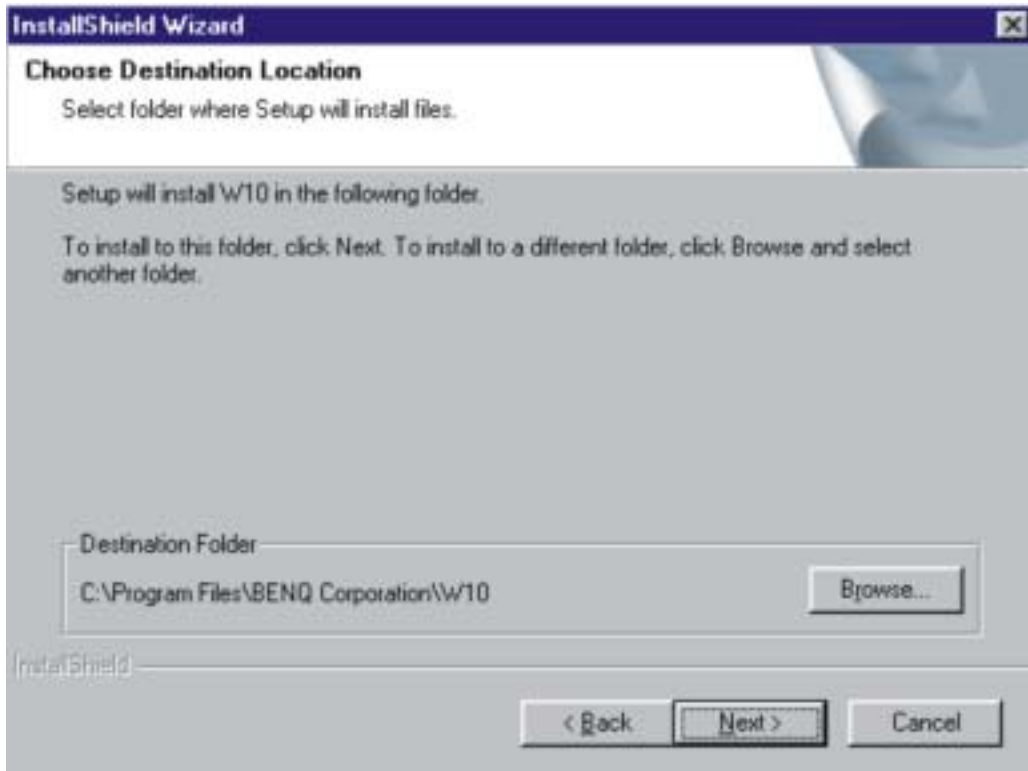 InstallShield Wizard
Choose Destination Location
Select folder where Setup will install files.
Setup will install W10 in the following folder.
To install to this folder, click Next. To install to a different folder, click Browse and select
another folder.
Destination Folder
C:\Program Files\BENQ Corporation\W10
Browse...
InstallShield
< Back
Next >
Cancel